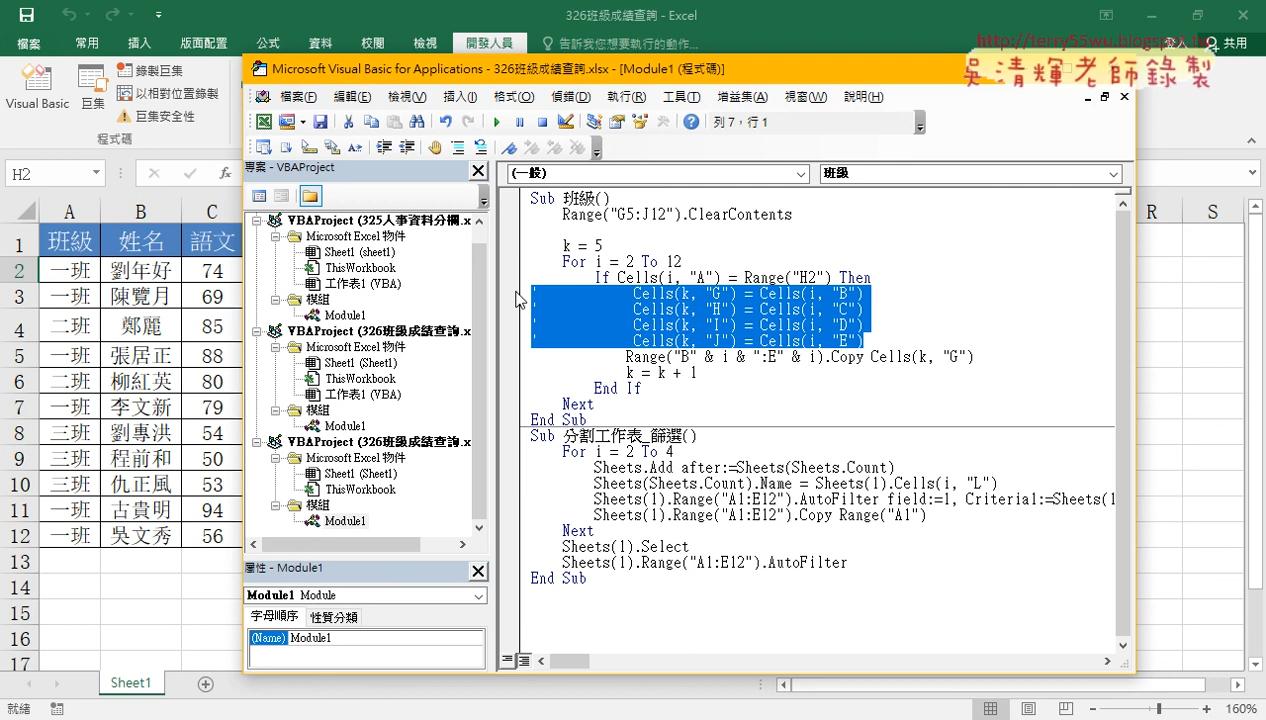 326班級成績查詢 - Excel
檔案 常用 插入 版面配置 公式 資料 校閱 檢視 開發人員 告訴我您想要執行的動作... 登入 共用
http://terry55wu.blogspot.tw
吳清輝老師錄製
Visual Basic 巨集 錄製巨集 以相對位置錄製 巨集安全性
程式碼
H2
A B C R S
1 班級 姓名 語文
2 一班 劉年好 74
3 一班 陳覽月 69
4 二班 鄭麗 85
5 一班 張居正 88
6 二班 柳紅英 80
7 一班 李文新 79
8 三班 劉專洪 54
9 三班 程前和 50
10 三班 仇正風 53
11 一班 古貴明 94
12 一班 吳文秀 56
13
14
15
16
17
Sheet1
就緒
160%
Microsoft Visual Basic for Applications - 326班級成績查詢.xlsx - [Module1 (程式碼)]
檔案(F) 編輯(E) 檢視(V) 插入(I) 格式(O) 偵錯(D) 執行(R) 工具(T) 增益集(A) 視窗(W) 說明(H)
列 7，行 1
專案 - VBAProject
VBAProject (325人事資料分欄.x
Microsoft Excel 物件
Sheet1 (sheet1)
ThisWorkbook
工作表1 (VBA)
模組
Module1
VBAProject (326班級成績查詢.x
Microsoft Excel 物件
Sheet1 (Sheet1)
ThisWorkbook
工作表1 (VBA)
模組
Module1
VBAProject (326班級成績查詢.x
Microsoft Excel 物件
Sheet1 (Sheet1)
ThisWorkbook
模組
Module1
屬性 - Module1
Module1 Module
字母順序 性質分類
(Name) Module1
(一般) 班級
Sub 班級()
Range("G5:J12").ClearContents
k = 5
For i = 2 To 12
If Cells(i, "A") = Range("H2") Then
' Cells(k, "G") = Cells(i, "B")
' Cells(k, "H") = Cells(i, "C")
' Cells(k, "I") = Cells(i, "D")
' Cells(k, "J") = Cells(i, "E")
Range("B" & i & ":E" & i).Copy Cells(k, "G")
k = k + 1
End If
Next
End Sub
Sub 分割工作表_篩選()
For i = 2 To 4
Sheets.Add after:=Sheets(Sheets.Count)
Sheets(Sheets.Count).Name = Sheets(1).Cells(i, "L")
Sheets(1).Range("A1:E12").AutoFilter field:=1, Criteria1:=Sheets(1
Sheets(1).Range("A1:E12").Copy Range("A1")
Next
Sheets(1).Select
Sheets(1).Range("A1:E12").AutoFilter
End Sub